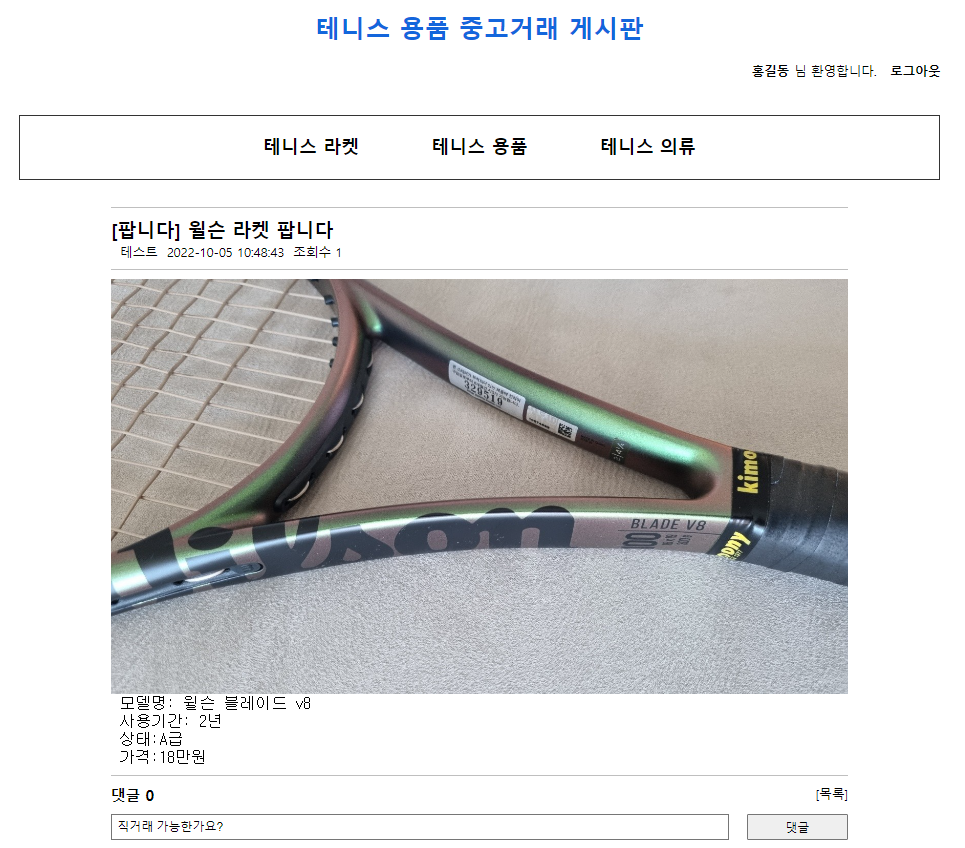 테니스 용품 중고거래 게시판
홍길동 님 환영합니다. 로그아웃
테니스 라켓 테니스 용품 테니스 의류
[팝니다] 윌슨 라켓 팝니다
테스트 2022-10-05 10:48:43 조회수 1
329519
kimo
Wilson
BLADE V8
100
mony
모델명: 윌슨 블레이드 v8
사용기간: 2년
상태:A급
가격:18만원
댓글 0 [목록]
직거래 가능한가요? 댓글